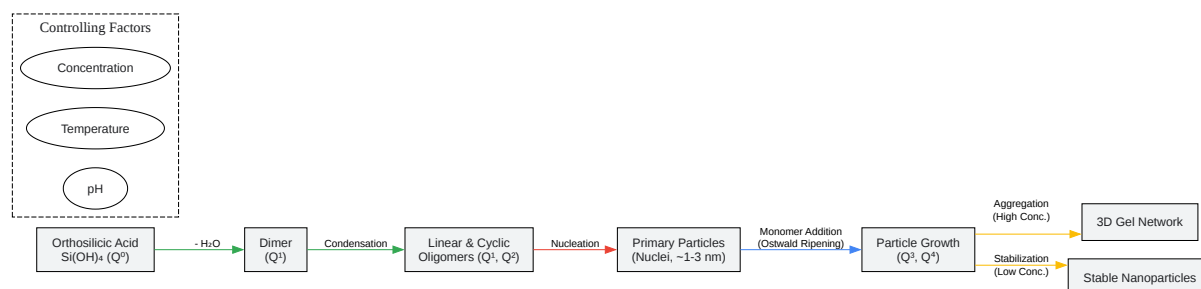 Controlling Factors
Concentration
Temperature
pH
Orthosilicic Acid
Si(OH)₄ (Q⁰)
- H₂O
Dimer
(Q¹)
Condensation
Linear & Cyclic
Oligomers (Q¹, Q²)
Nucleation
Primary Particles
(Nuclei, ~1-3 nm)
Monomer Addition
(Ostwald Ripening)
Particle Growth
(Q³, Q⁴)
Aggregation
(High Conc.)
3D Gel Network
Stabilization
(Low Conc.)
Stable Nanoparticles